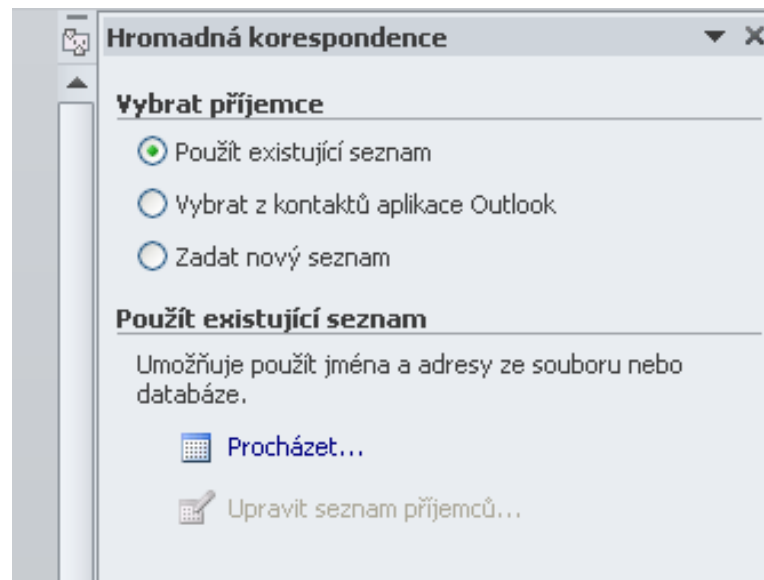 Hromadná korespondence
Vybrat příjemce
Použít existující seznam
Vybrat z kontaktů aplikace Outlook
Zadat nový seznam
Použít existující seznam
Umožňuje použít jména a adresy ze souboru nebo
databáze.
Procházet...
Upravit seznam příjemců...